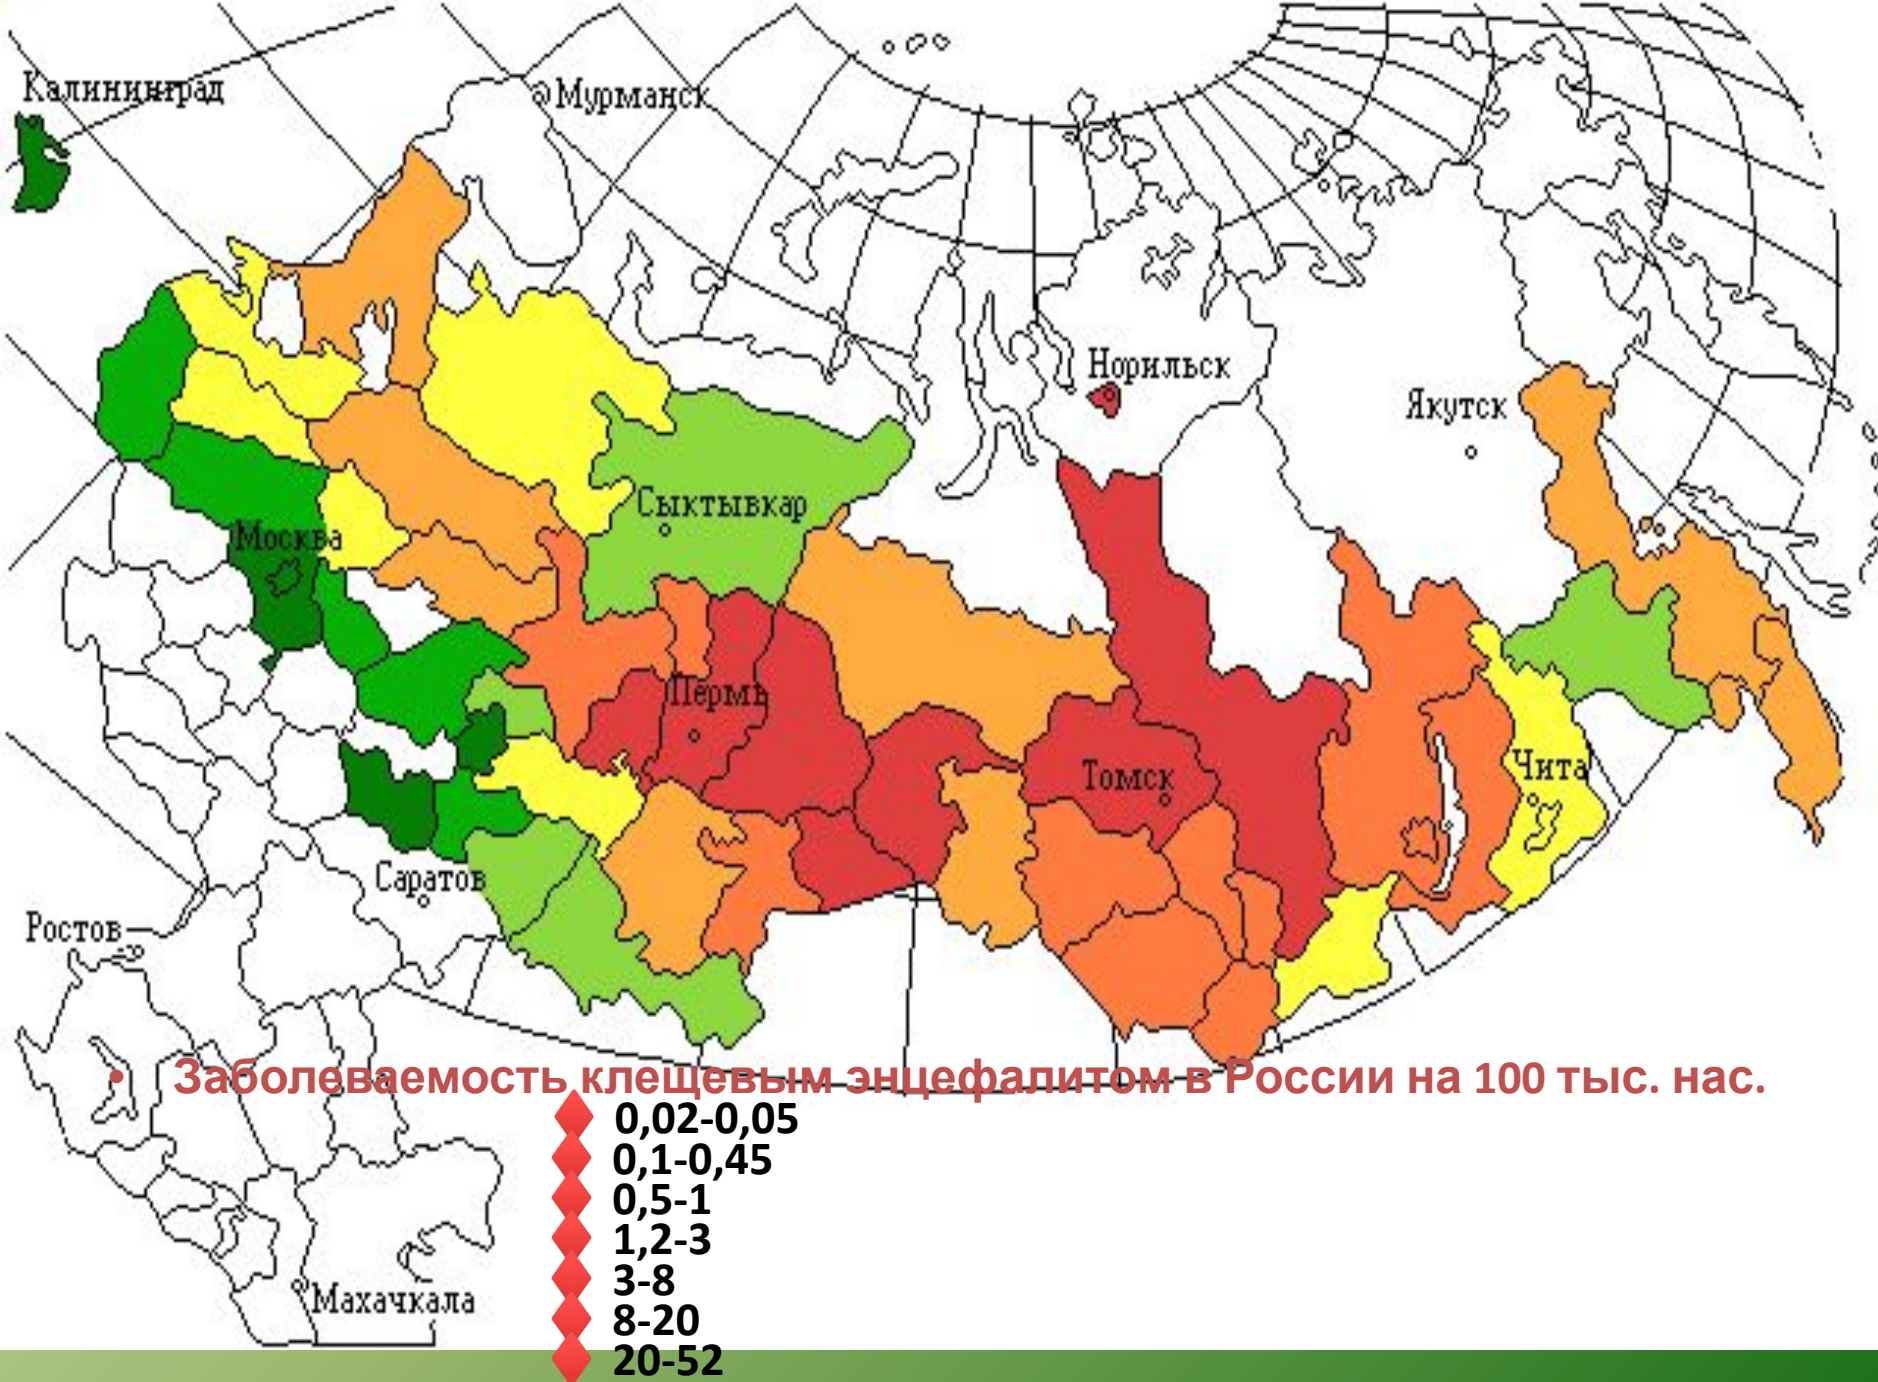 Калининград
Мурманск
Норильск
Якутск
Сыктывкар
Москва
Пермь
Томск
Чита
Саратов
Ростов
• Заболеваемость клещевым энцефалитом в России на 100 тыс. нас.
0,02-0,05
0,1-0,45
0,5-1
1,2-3
3-8
8-20
20-52
Махачкала